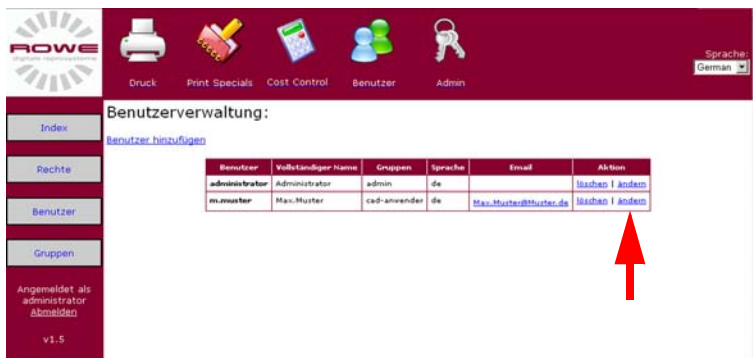 ROWE
digitale reprosysteme
Druck
Print Specials
Cost Control
Benutzer
Admin
Sprache:
German
Index
Rechte
Benutzer
Gruppen
Angemeldet als
administrator
Abmelden
v1.5
Benutzerverwaltung:
Benutzer hinzufügen
Benutzer Vollständiger Name Gruppen Sprache Email Aktion
administrator Administrator admin de löschen | ändern
m.muster Max.Muster cad-anwender de Max.Muster@Muster.de löschen | ändern